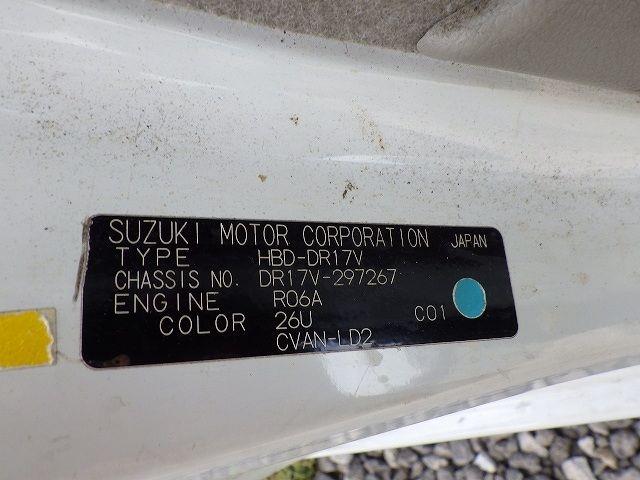 SUZUKI MOTOR CORPORATION JAPAN
TYPE HBD-DR17V
CHASSIS NO. DR17V-297267
ENGINE R06A
COLOR 26U C01
CVAN-LD2